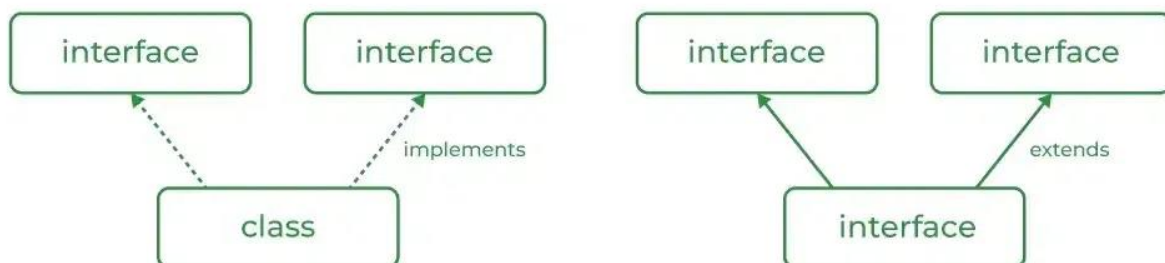 interface interface interface interface
implements extends
class interface